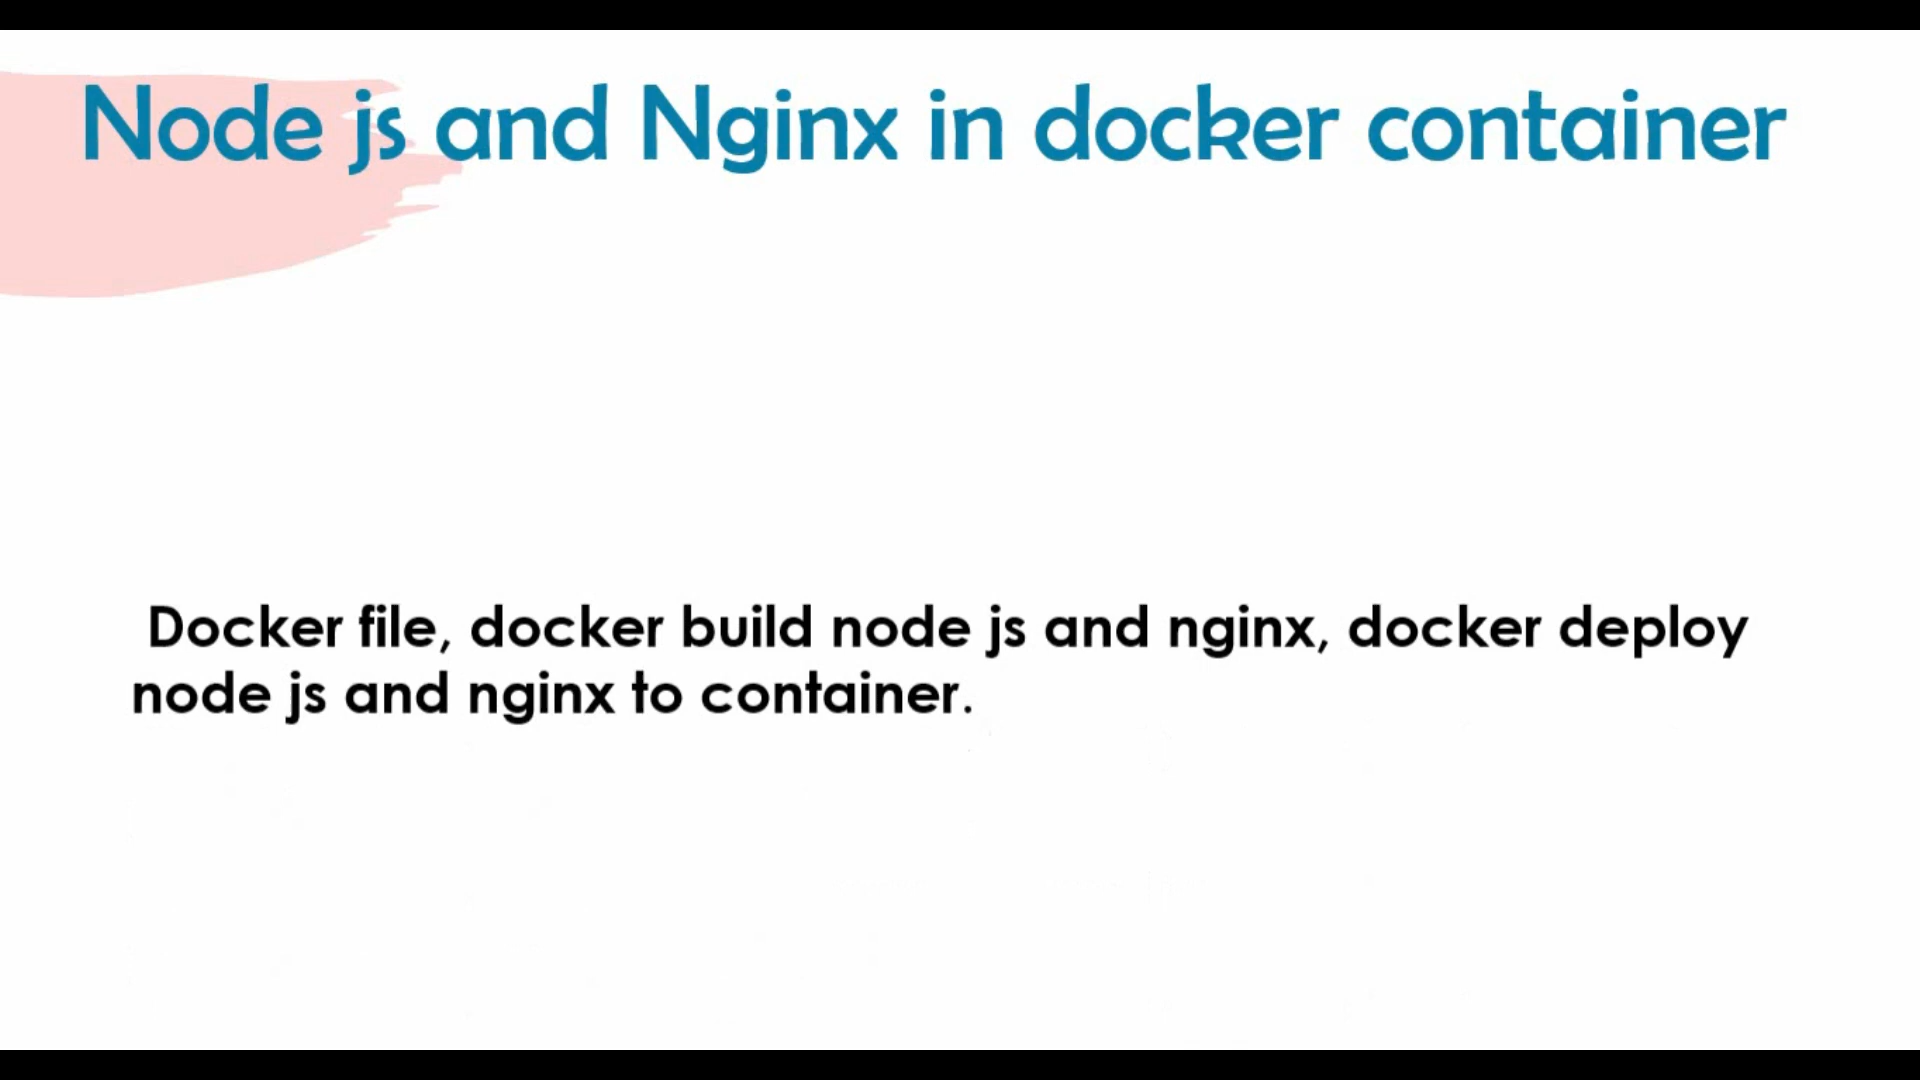 Node js and Nginx in docker container
Docker file, docker build node js and nginx, docker deploy
node js and nginx to container.